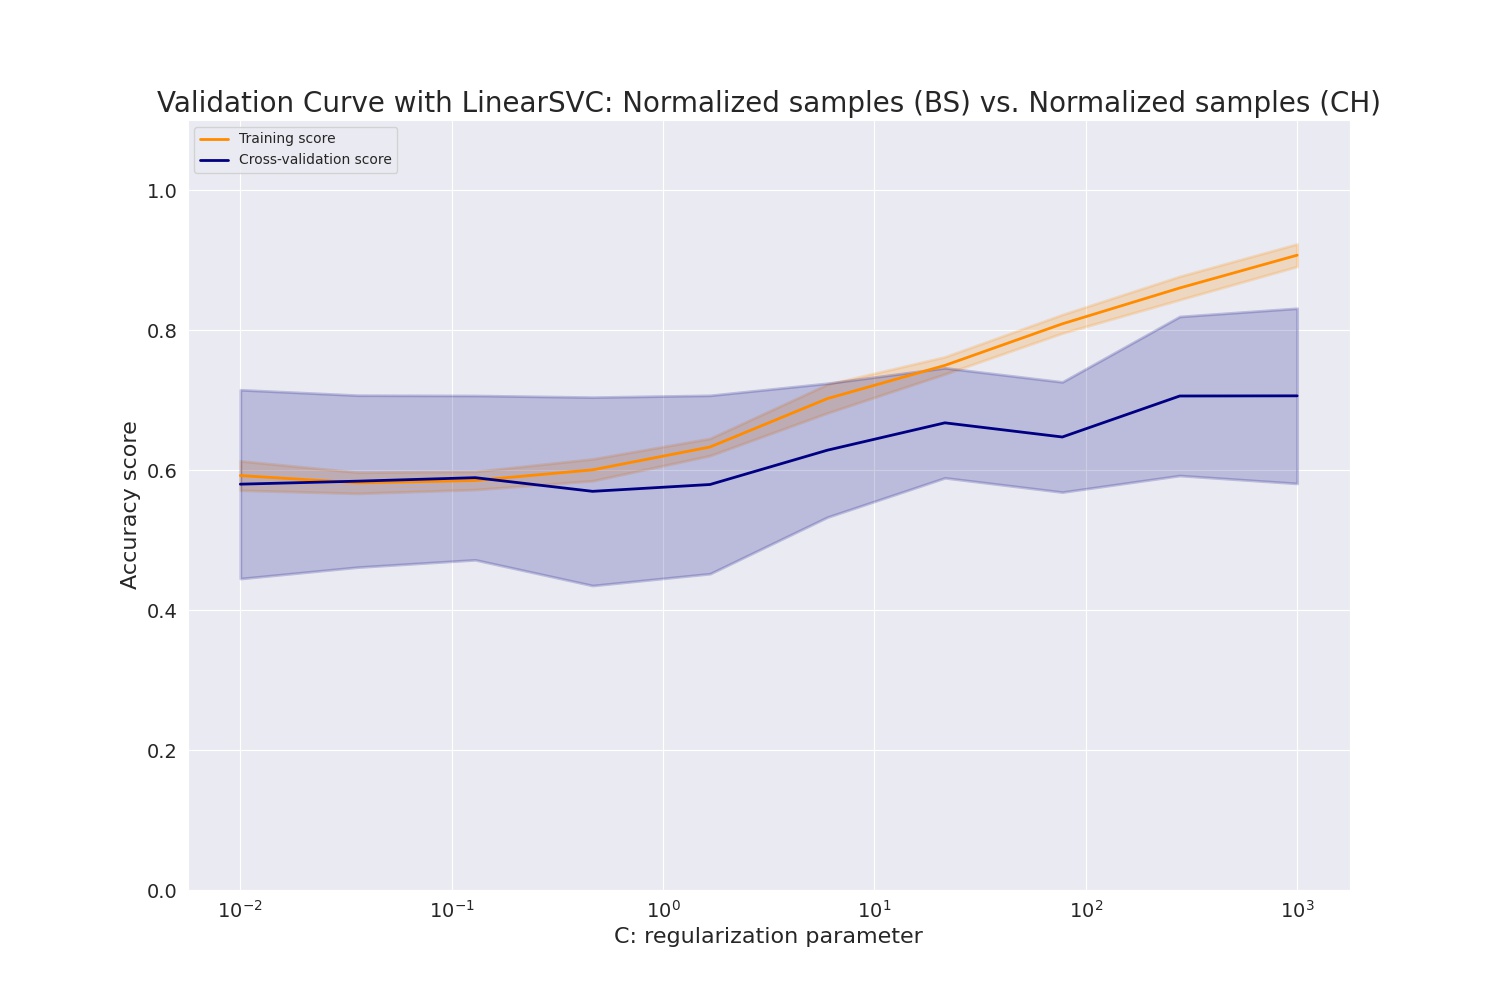 Validation Curve with LinearSVC: Normalized samples (BS) vs. Normalized samples (CH)
Training score
Cross-validation score
1.0
0.8
0.6
0.4
0.2
0.0
Accuracy score
10⁻² 10⁻¹ 10⁰ 10¹ 10² 10³
C: regularization parameter